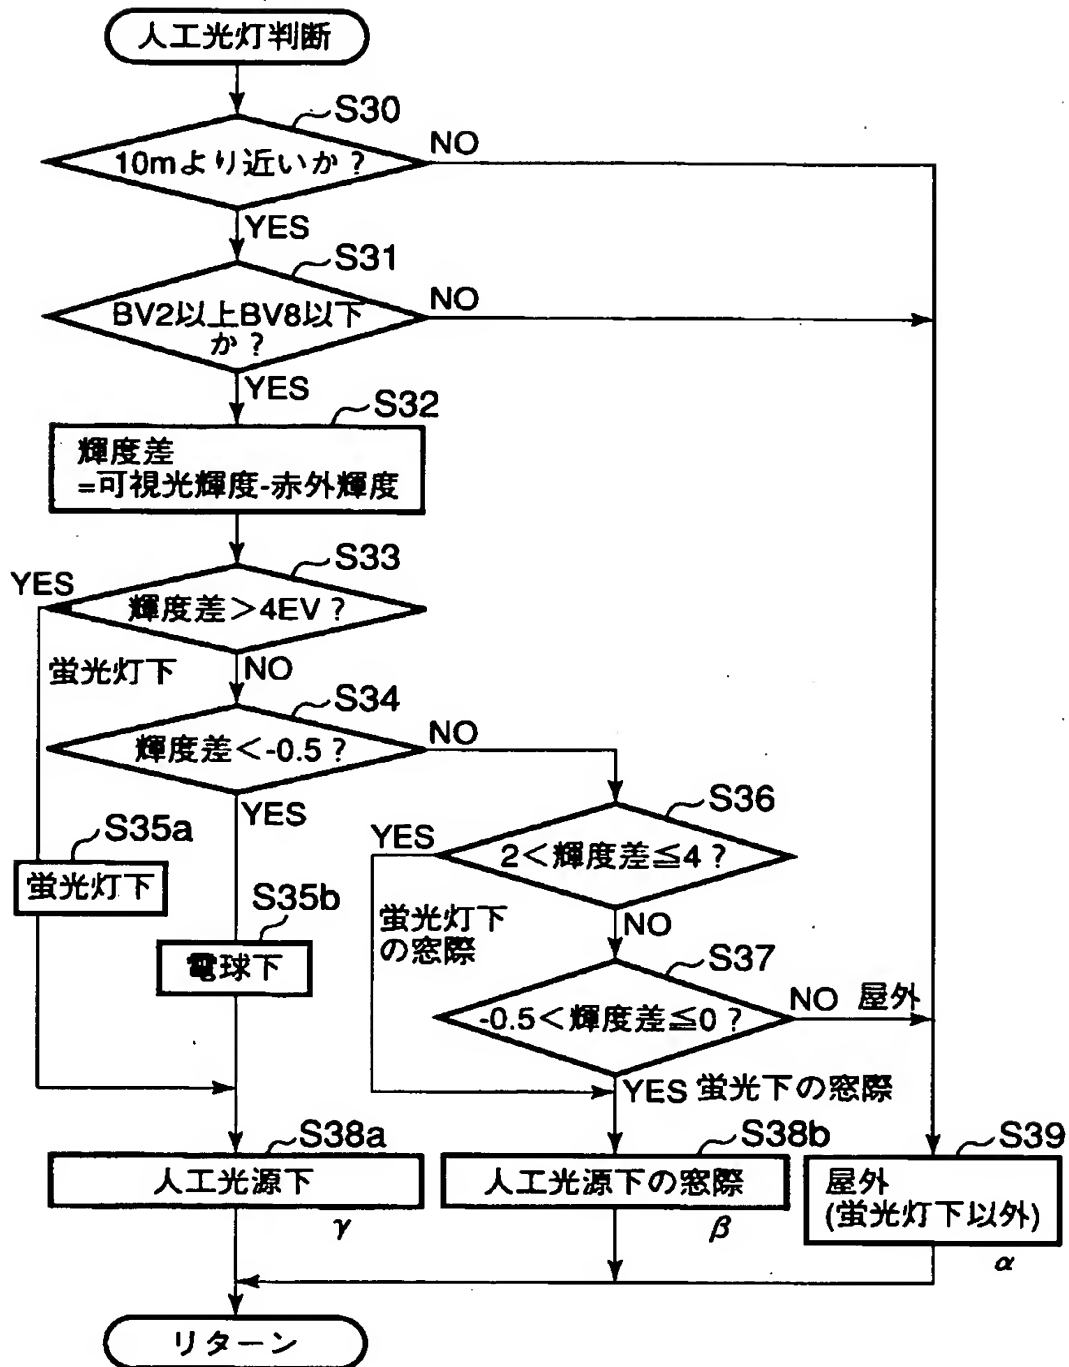 人工光灯判断
S30
10mより近いか?
NO
YES
S31
BV2以上BV8以下
か?
NO
YES
S32
輝度差
=可視光輝度-赤外輝度
S33
YES
輝度差>4EV?
蛍光灯下
NO
S34
輝度差<-0.5?
NO
YES
S36
YES
2<輝度差≦4?
S35a
蛍光灯下
S35b
電球下
蛍光灯下
の窓際
NO
S37
-0.5<輝度差≦0?
NO 屋外
YES 蛍光下の窓際
S38a
人工光源下
γ
S38b
人工光源下の窓際
β
S39
屋外
(蛍光灯下以外)
α
リターン